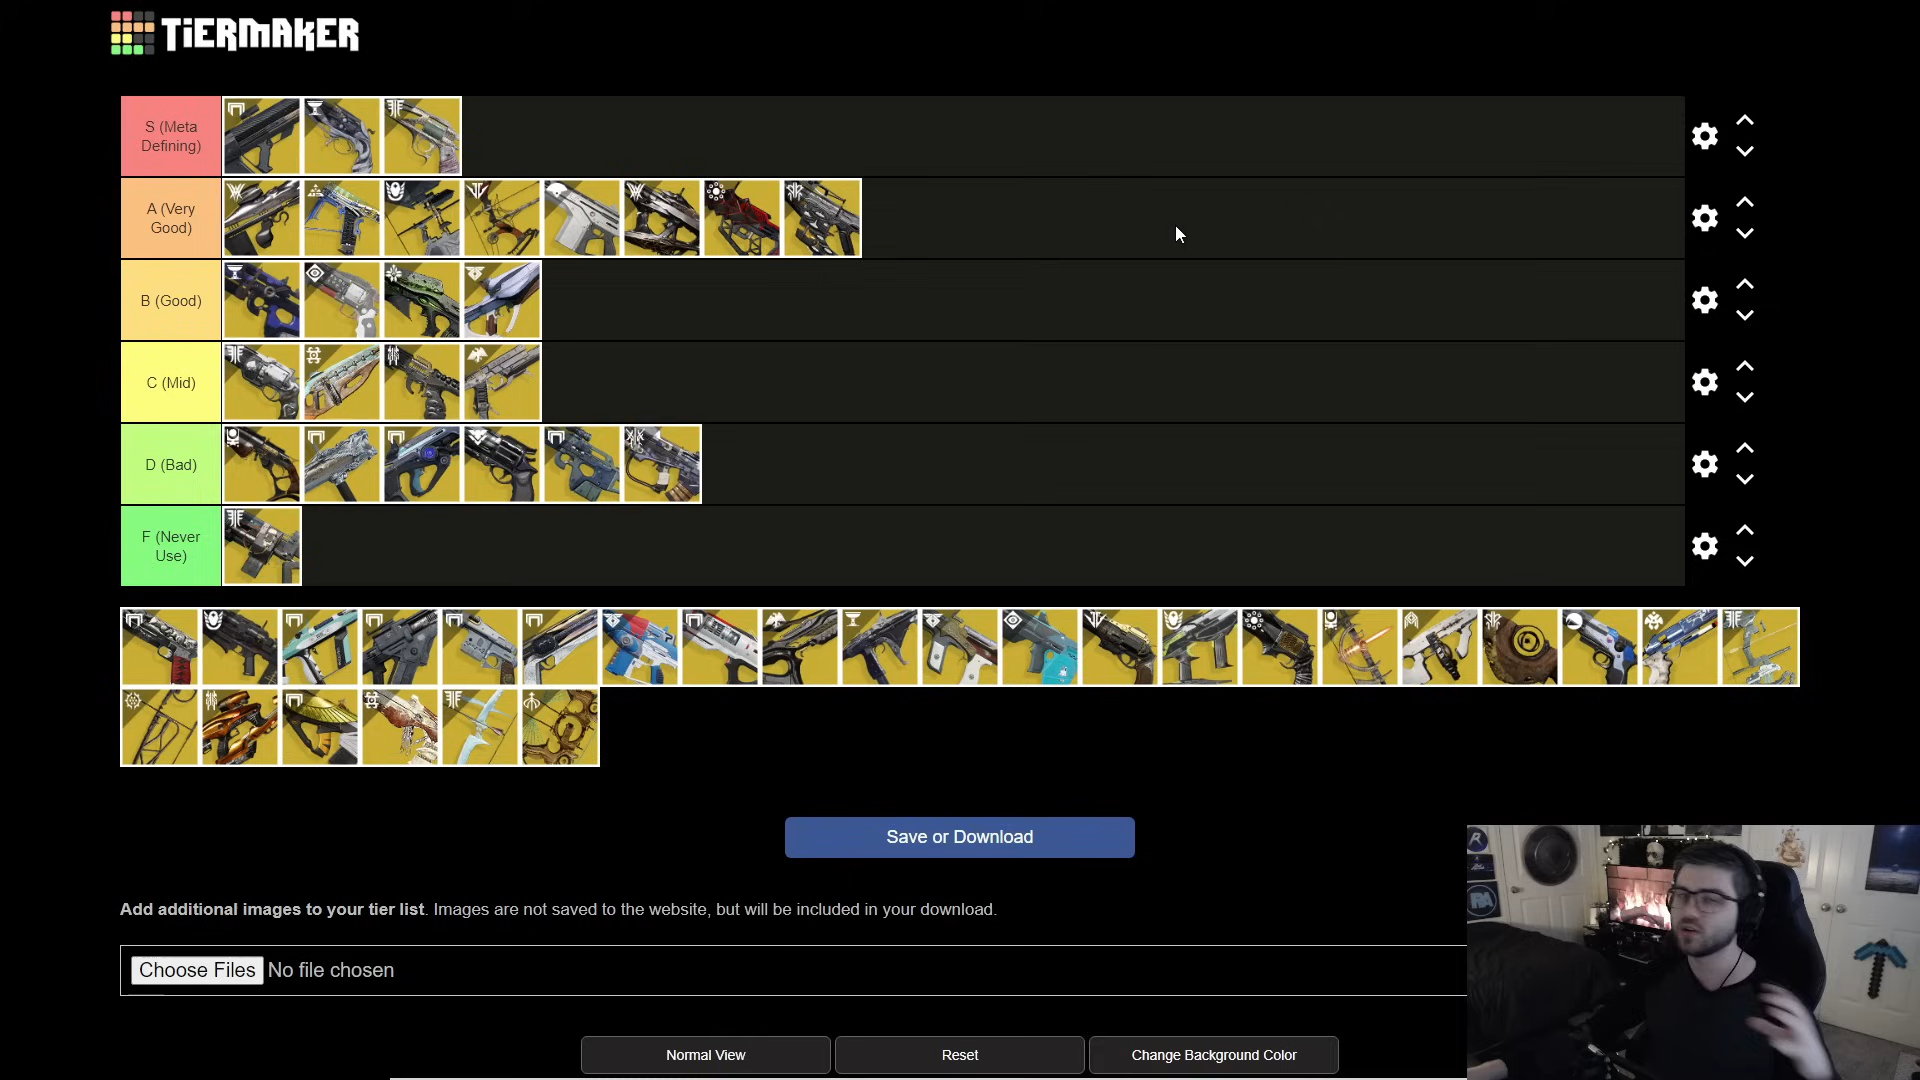 TiERMAKER
S (Meta
Defining)
A (Very
Good)
B (Good)
C (Mid)
D (Bad)
F (Never
Use)
Save or Download
Add additional images to your tier list. Images are not saved to the website, but will be included in your download.
Choose Files No file chosen
Normal View
Reset
Change Background Color